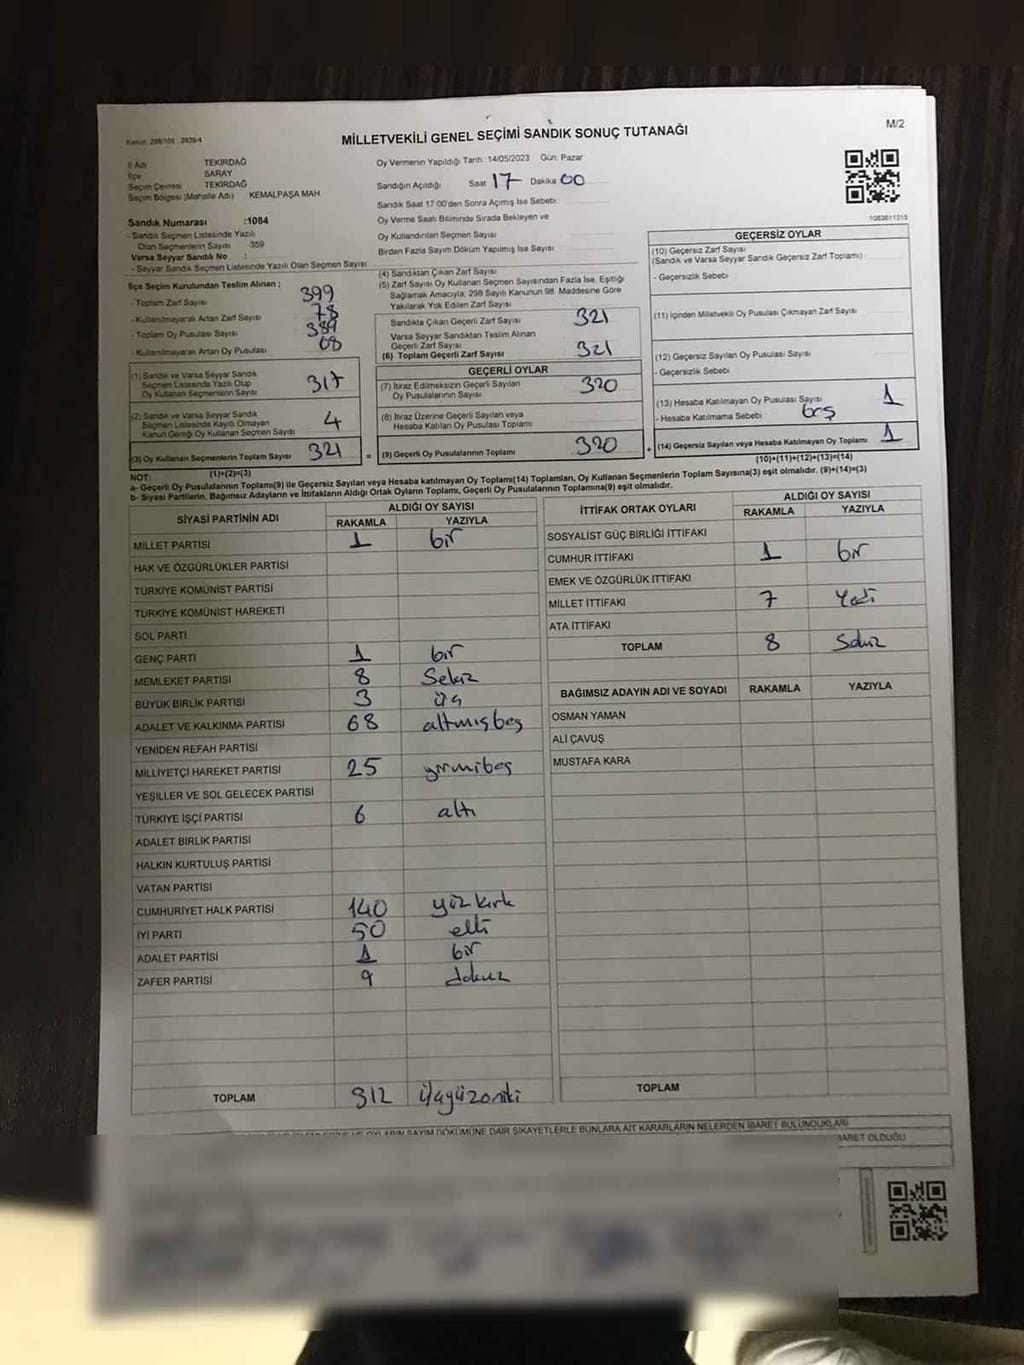 M/2
MİLLETVEKİLİ GENEL SEÇİMİ SANDIK SONUÇ TUTANAĞI
İl Adı TEKİRDAĞ
İlçe SARAY
Seçim Çevresi TEKİRDAĞ
Seçim Bölgesi (Mahalle Adı) KEMALPAŞA MAH
Sandık Numarası :1084
- Sandık Seçmen Listesinde Yazılı
Olan Seçmenlerin Sayısı 359
Varsa Seyyar Sandık No :
- Seyyar Sandık Seçmen Listesinde Yazılı Olan Seçmen Sayısı
İlçe Seçim Kurulundan Teslim Alınan ;
- Toplam Zarf Sayısı 399
- Kullanılmayarak Artan Zarf Sayısı 78
- Toplam Oy Pusulası Sayısı 389
- Kullanılmayarak Artan Oy Pusulası 68
(1) Sandık ve Varsa Seyyar Sandık
Seçmen Listesinde Yazılı Olup
Oy Kullanan Seçmenlerin Sayısı 317
(2) Sandık ve Varsa Seyyar Sandık
Seçmen Listesinde Kayıtlı Olmayan
Kanun Gereği Oy Kullanan Seçmen Sayısı 4
(3) Oy Kullanan Seçmenlerin Toplam Sayısı 321
(1)+(2)=(3)
Oy Vermenin Yapıldığı Tarih 14/05/2023 Gün: Pazar
Sandığın Açıldığı Saat 17 Dakika 00
Sandık Saat 17:00'den Sonra Açmış İse Sebebi
Oy Verme Saati Bitiminde Sırada Bekleyen ve
Oy Kullandırılan Seçmen Sayısı
Birden Fazla Sayım Döküm Yapılmış İse Sayısı
(4) Sandıktan Çıkan Zarf Sayısı
(5) Zarf Sayısı Oy Kullanan Seçmen Sayısından Fazla İse, Eşitliği
Sağlamak Amacıyla, 298 Sayılı Kanunun 98. Maddesine Göre
Yakılarak Yok Edilen Zarf Sayısı
Sandıkta Çıkan Geçerli Zarf Sayısı 321
Varsa Seyyar Sandıktan Teslim Alınan
Geçerli Zarf Sayısı
(6) Toplam Geçerli Zarf Sayısı 321
GEÇERLİ OYLAR
(7) İtiraz Edilmeksizin Geçerli Sayılan
Oy Pusulasının Sayısı 320
(8) İtiraz Üzerine Geçerli Sayılan veya
Hesaba Katılan Oy Pusulası Toplamı
= (9) Geçerli Oy Pusulalarının Toplamı 320
1083611315
GEÇERSİZ OYLAR
(10) Geçersiz Zarf Sayısı
(Sandık ve Varsa Seyyar Sandık Geçersiz Zarf Toplamı)
- Geçersizlik Sebebi
(11) İçinden Milletvekili Oy Pusulası Çıkmayan Zarf Sayısı
(12) Geçersiz Sayılan Oy Pusulası Sayısı
- Geçersizlik Sebebi
(13) Hesaba Katılmayan Oy Pusulası Sayısı 1
- Hesaba Katılmama Sebebi boş
+ (14) Geçersiz Sayılan veya Hesaba Katılmayan Oy Toplamı 1
(10)+(11)+(12)+(13)=(14)
NOT:
a- Geçerli Oy Pusulalarının Toplamı(9) ile Geçersiz Sayılan veya Hesaba katılmayan Oy Toplamı(14) Toplamları, Oy Kullanan Seçmenlerin Toplam Sayısına(3) eşit olmalıdır. (9)+(14)=(3)
b- Siyasi Partilerin, Bağımsız Adayların ve İttifakların Aldığı Ortak Oyların Toplamı, Geçerli Oy Pusulalarının Toplamına(9) eşit olmalıdır.
SİYASİ PARTİNİN ADI ALDIĞI OY SAYISI
RAKAMLA YAZIYLA
MİLLET PARTİSİ 1 bir
HAK VE ÖZGÜRLÜKLER PARTİSİ
TÜRKİYE KOMÜNİST PARTİSİ
TÜRKİYE KOMÜNİST HAREKETİ
SOL PARTİ
GENÇ PARTİ 1 bir
MEMLEKET PARTİSİ 8 Sekiz
BÜYÜK BİRLİK PARTİSİ 3 üç
ADALET VE KALKINMA PARTİSİ 68 altmışbeş
YENİDEN REFAH PARTİSİ
MİLLİYETÇİ HAREKET PARTİSİ 25 yirmibeş
YEŞİLLER VE SOL GELECEK PARTİSİ
TÜRKİYE İŞÇİ PARTİSİ 6 altı
ADALET BİRLİK PARTİSİ
HALKIN KURTULUŞ PARTİSİ
VATAN PARTİSİ
CUMHURİYET HALK PARTİSİ 140 yüzkırk
İYİ PARTİ 50 elli
ADALET PARTİSİ 1 bir
ZAFER PARTİSİ 9 dokuz
TOPLAM 312 üçyüzoniki
İTTİFAK ORTAK OYLARI ALDIĞI OY SAYISI
RAKAMLA YAZIYLA
SOSYALİST GÜÇ BİRLİĞİ İTTİFAKI
CUMHUR İTTİFAKI 1 bir
EMEK VE ÖZGÜRLÜK İTTİFAKI
MİLLET İTTİFAKI 7 Yedi
ATA İTTİFAKI
TOPLAM 8 Sekiz
BAĞIMSIZ ADAYIN ADI VE SOYADI RAKAMLA YAZIYLA
OSMAN YAMAN
ALİ ÇAVUŞ
MUSTAFA KARA
TOPLAM
OYLARIN SAYIM DÖKÜMÜNE DAİR ŞİKAYETLERLE BUNLARA AİT KARARLARIN NELERDEN İBARET BULUNDUKLARI
İBARET OLDUĞU